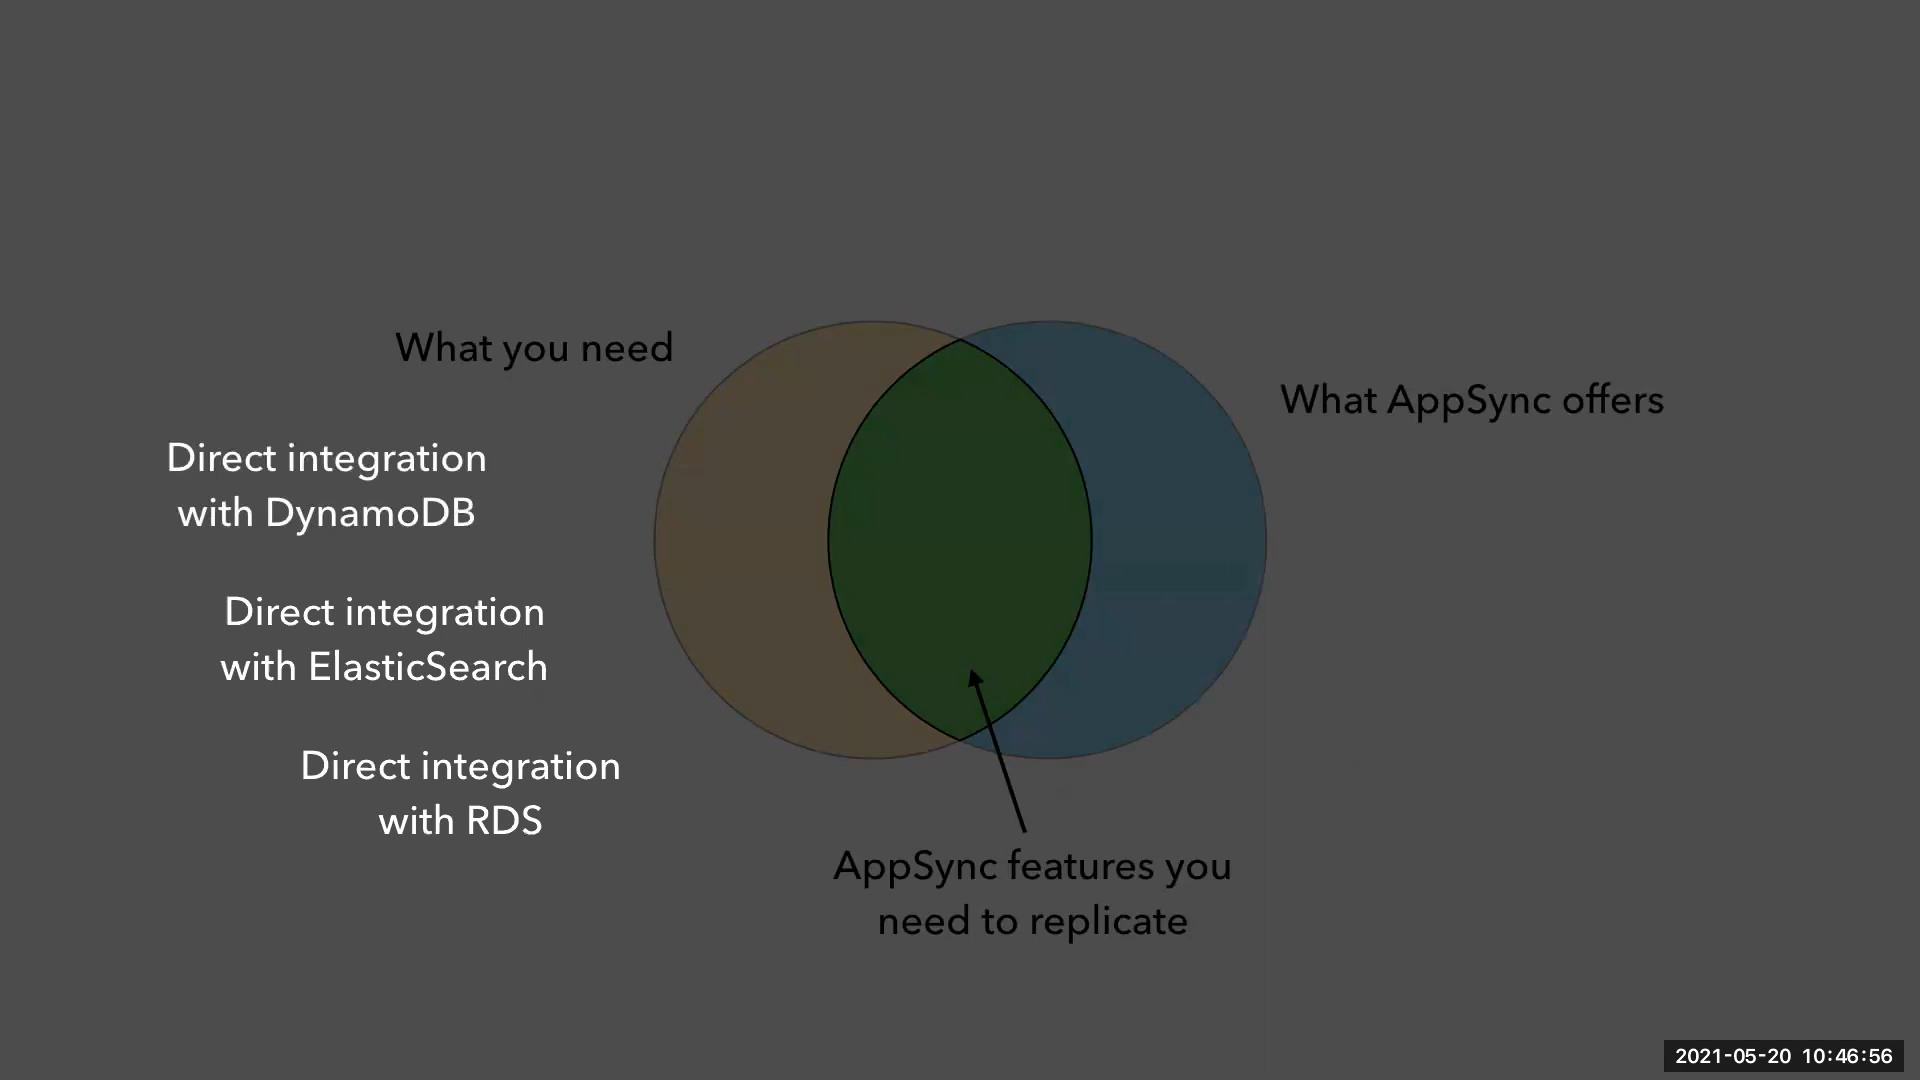 What you need
What AppSync offers
Direct integration
with DynamoDB
Direct integration
with ElasticSearch
Direct integration
with RDS
AppSync features you
need to replicate
2021-05-20 10:46:56